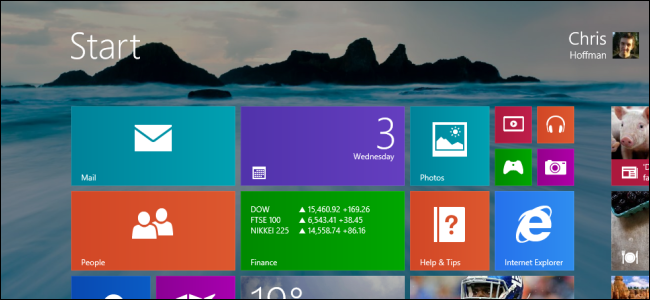 Start
Chris
Hoffman
3
Wednesday
Mail
Photos
DOW ▲ 15,460.92 +169.26
FTSE 100 ▲ 6,543.41 +38.45
NIKKEI 225 ▲ 14,558.74 +86.16
People
Finance
Help & Tips
Internet Explorer